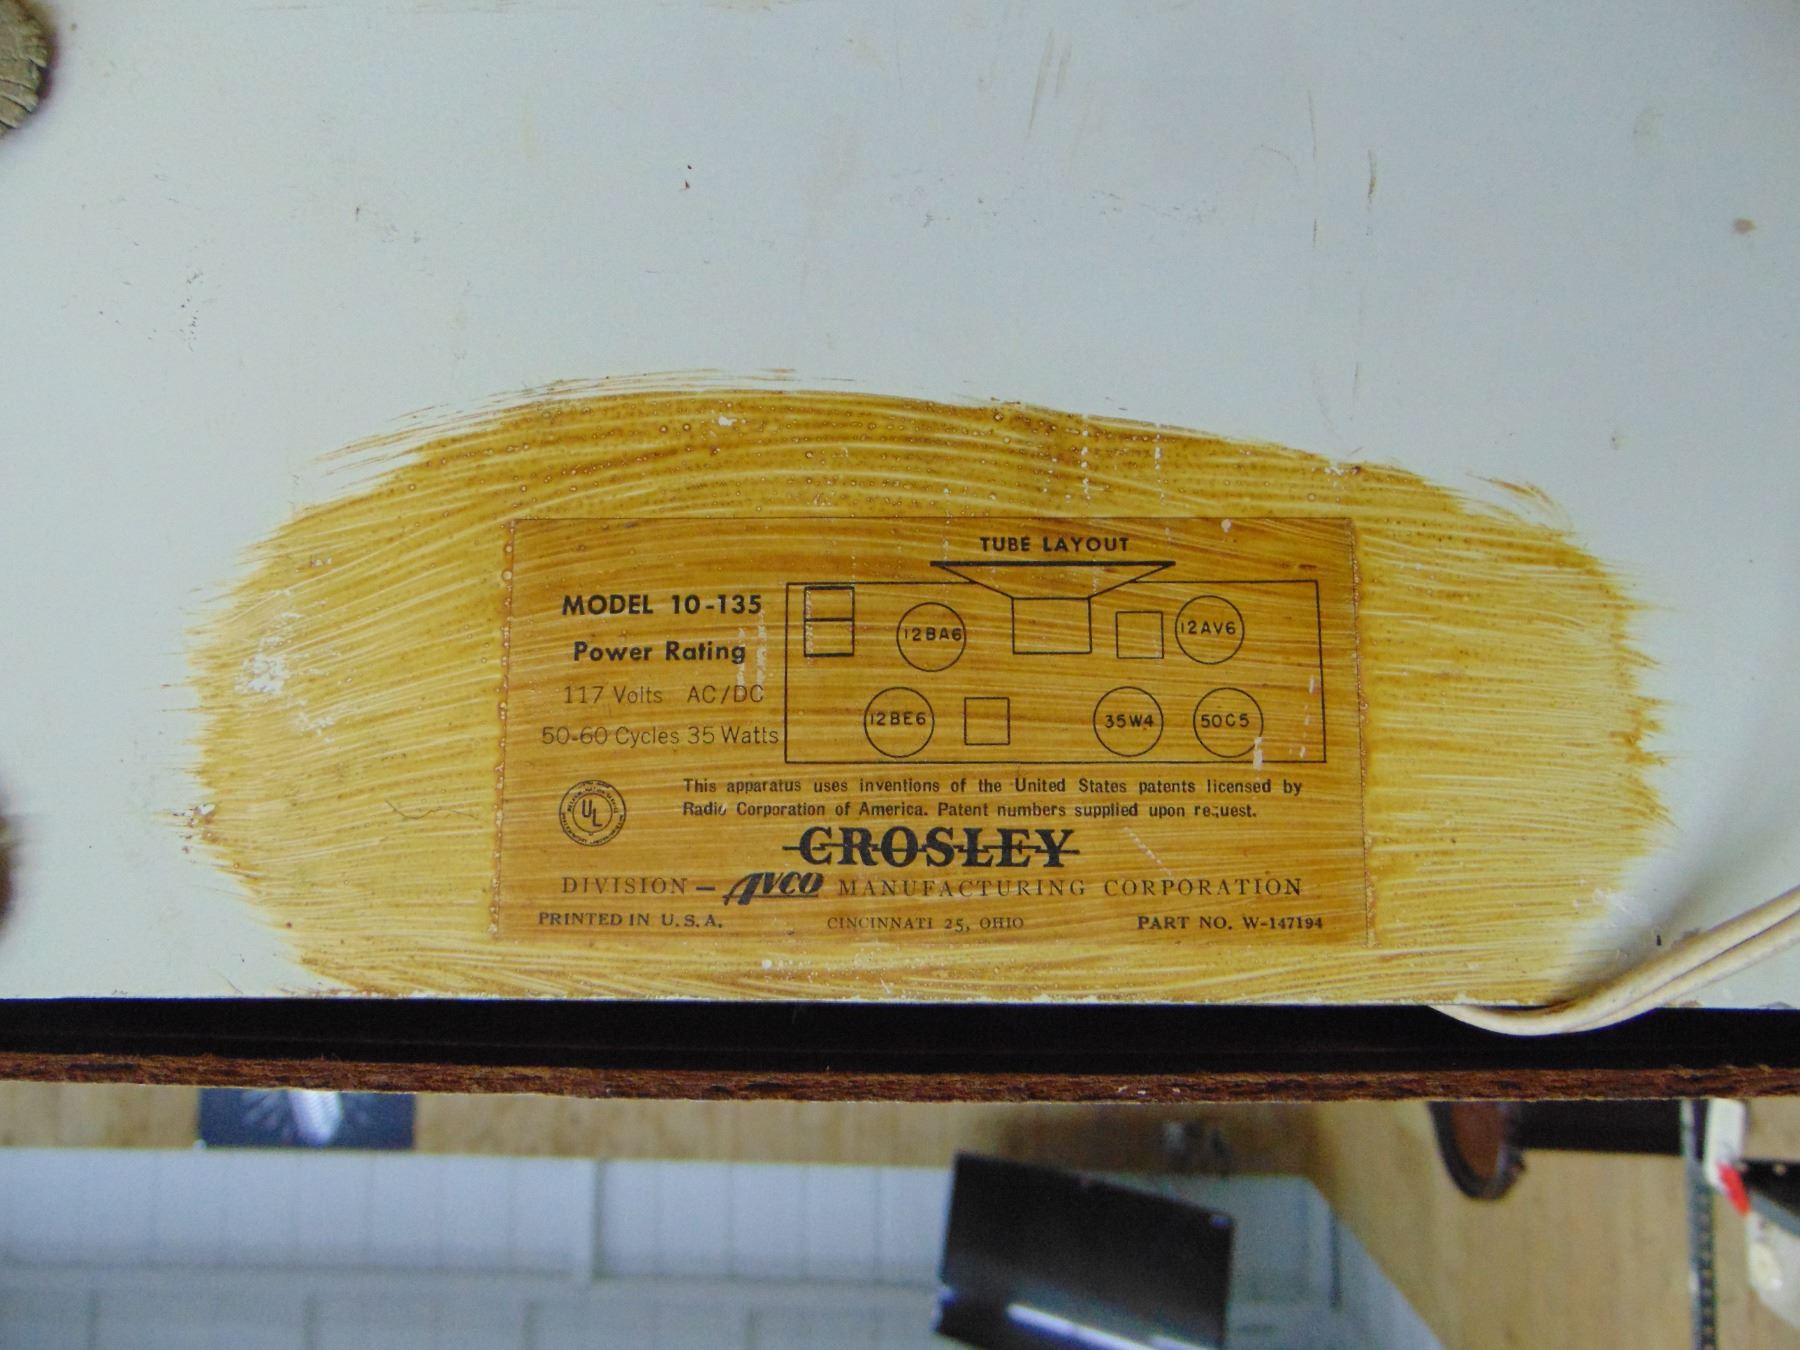 TUBE LAYOUT
MODEL 10-135
Power Rating
117 Volts AC/DC
50-60 Cycles 35 Watts
12BA6
12AV6
12BE6
35W4
50C5
UL
This apparatus uses inventions of the United States patents licensed by
Radio Corporation of America. Patent numbers supplied upon request.
CROSLEY
DIVISION - AVCO MANUFACTURING CORPORATION
PRINTED IN U.S.A. CINCINNATI 25, OHIO PART NO. W-147194